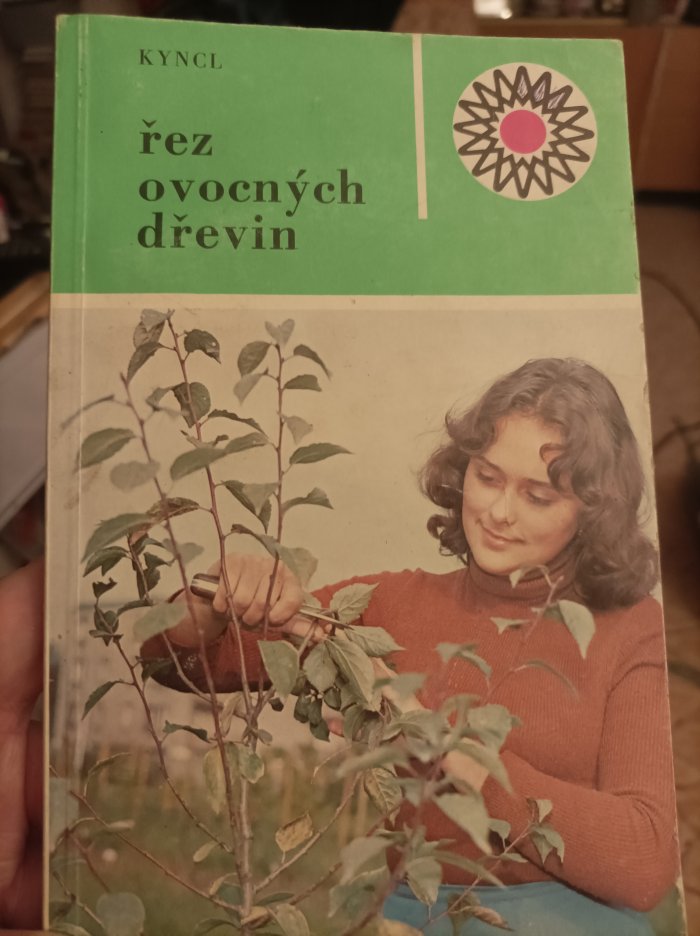 KYNCL
řez
ovocných
dřevin